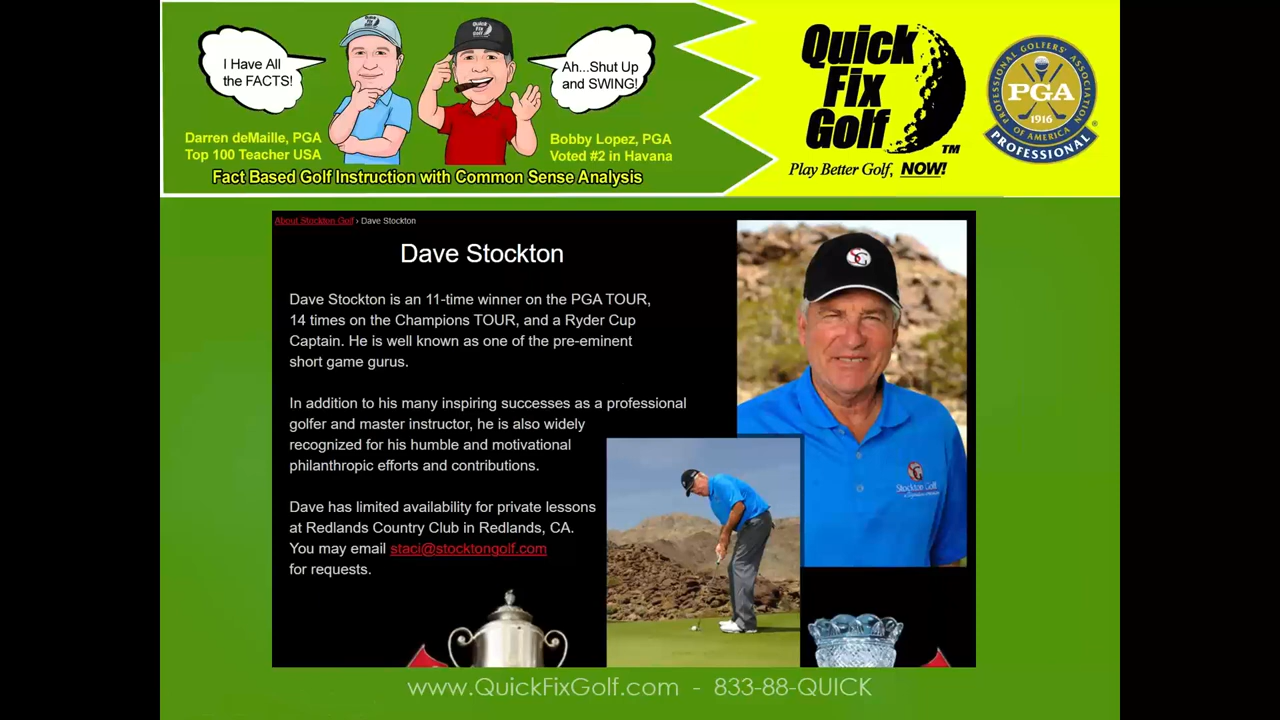 I Have All
the FACTS!
Ah...Shut Up
and SWING!
Quick
Fix
Golf
Darren deMaille, PGA
Top 100 Teacher USA
Bobby Lopez, PGA
Voted #2 in Havana
Fact Based Golf Instruction with Common Sense Analysis
Quick
Fix
Golf
TM
Play Better Golf, NOW!
PROFESSIONAL GOLFERS' ASSOCIATION
OF AMERICA
PGA
1916
PROFESSIONAL
About Stockton Golf › Dave Stockton
Dave Stockton
Dave Stockton is an 11-time winner on the PGA TOUR,
14 times on the Champions TOUR, and a Ryder Cup
Captain. He is well known as one of the pre-eminent
short game gurus.
In addition to his many inspiring successes as a professional
golfer and master instructor, he is also widely
recognized for his humble and motivational
philanthropic efforts and contributions.
Dave has limited availability for private lessons
at Redlands Country Club in Redlands, CA.
You may email staci@stocktongolf.com
for requests.
SG
Stockton Golf
www.QuickFixGolf.com - 833-88-QUICK